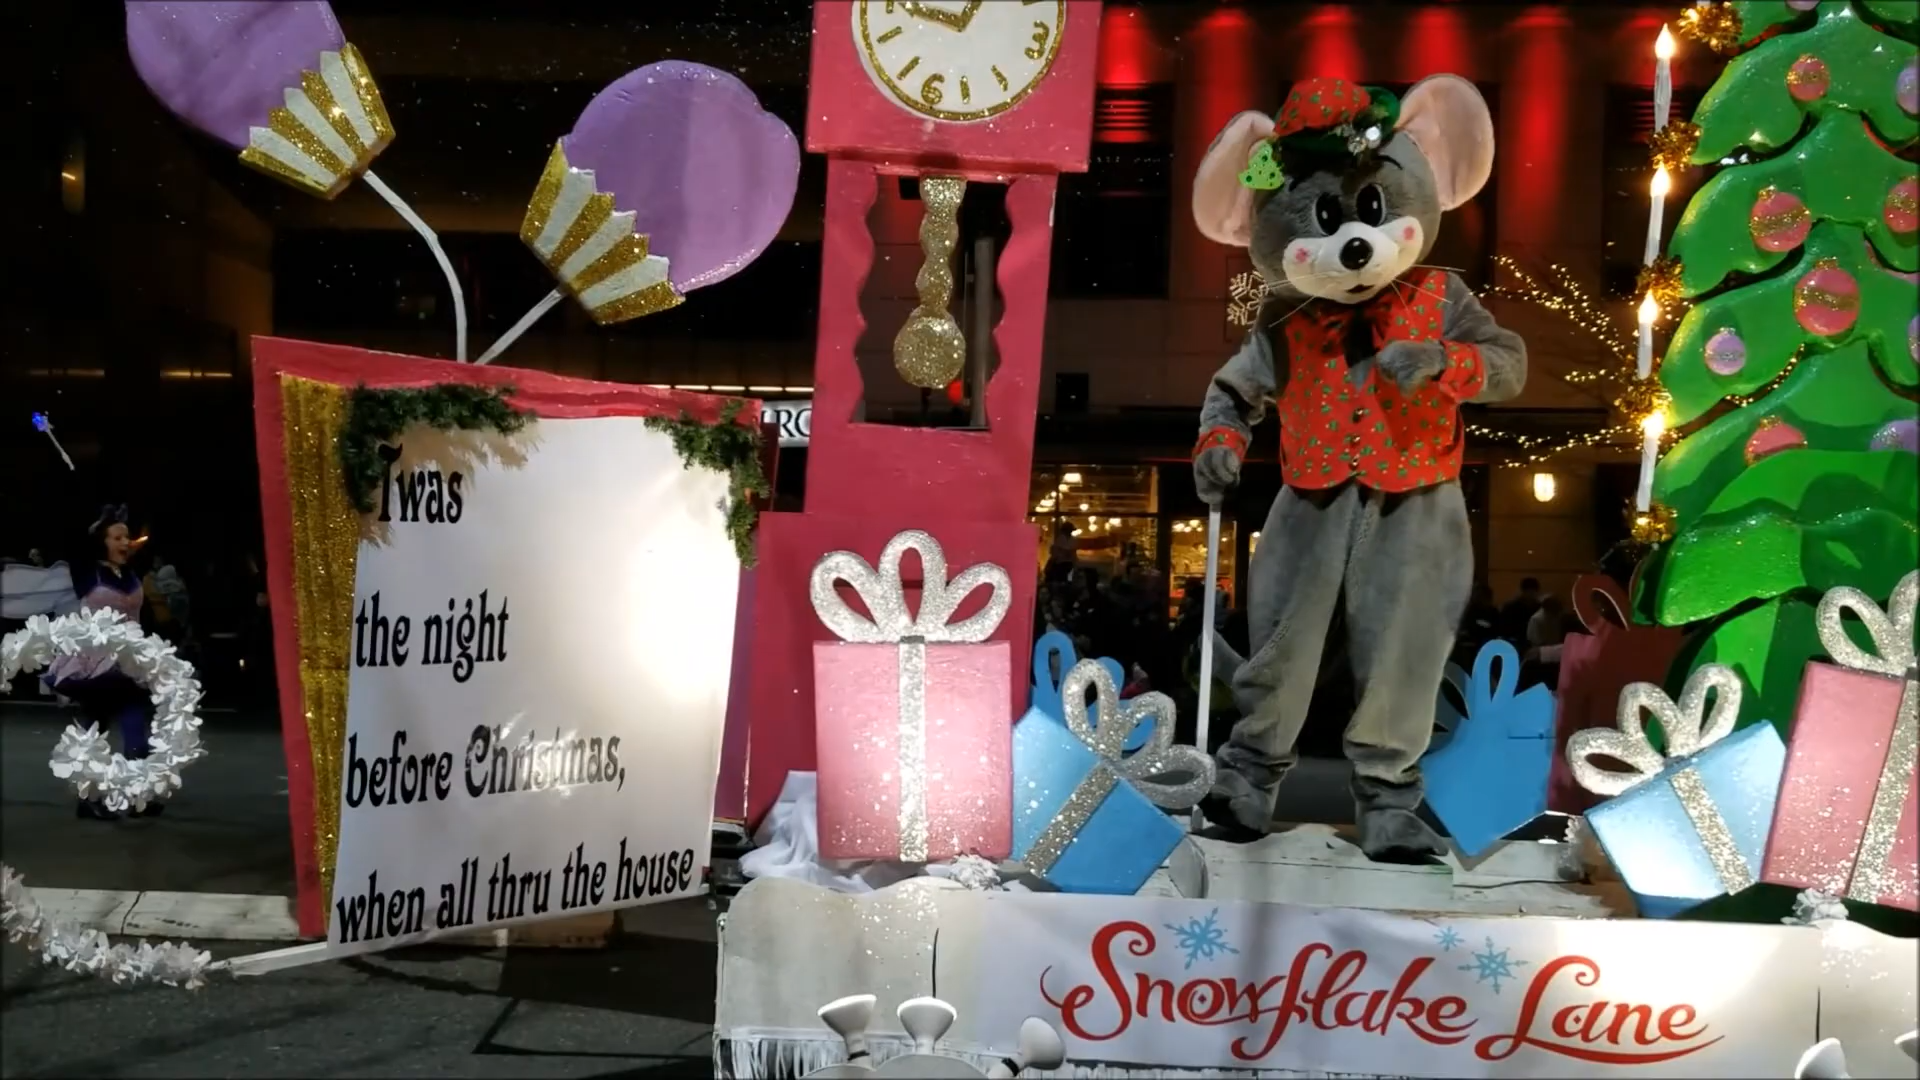 Twas
the night
before Christmas,
when all thru the house
Snowflake Lane